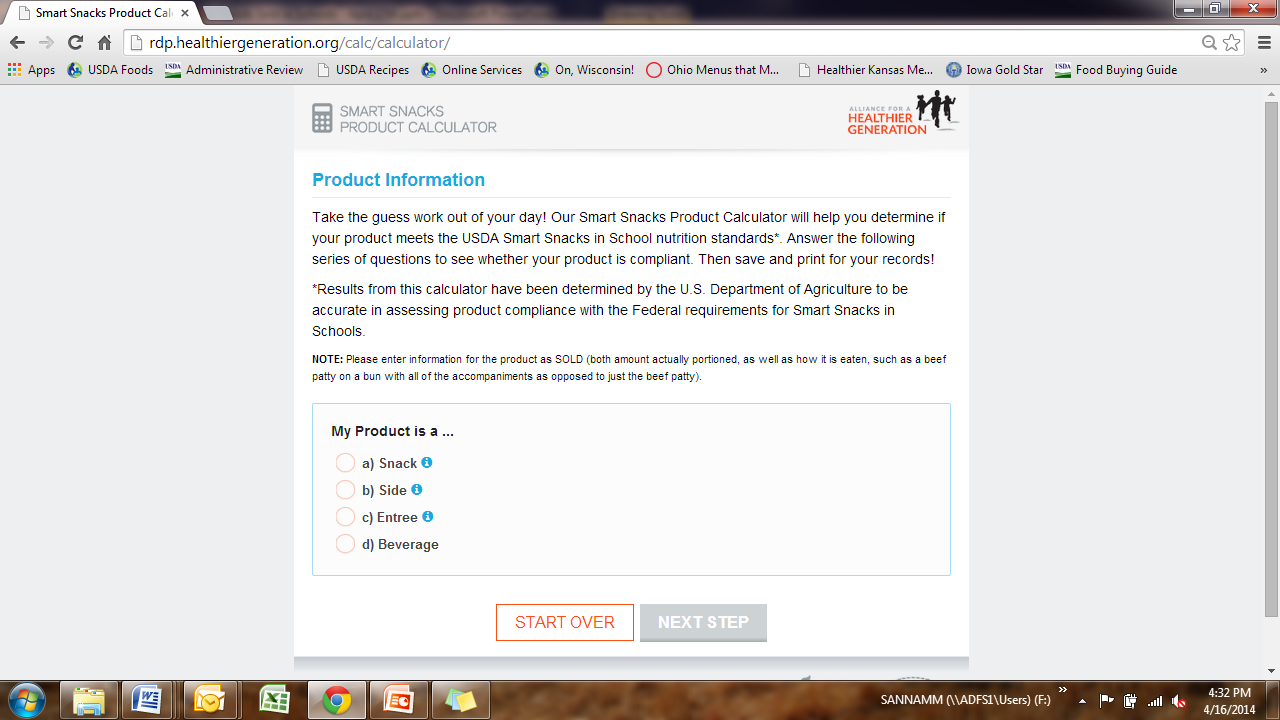 Smart Snacks Product Cal
rdp.healthiergeneration.org/calc/calculator/
Apps USDA Foods Administrative Review USDA Recipes Online Services On, Wisconsin! Ohio Menus that M... Healthier Kansas Me... Iowa Gold Star Food Buying Guide »
SMART SNACKS
PRODUCT CALCULATOR
ALLIANCE FOR A
HEALTHIER
GENERATION
Product Information
Take the guess work out of your day! Our Smart Snacks Product Calculator will help you determine if
your product meets the USDA Smart Snacks in School nutrition standards*. Answer the following
series of questions to see whether your product is compliant. Then save and print for your records!
*Results from this calculator have been determined by the U.S. Department of Agriculture to be
accurate in assessing product compliance with the Federal requirements for Smart Snacks in
Schools.
NOTE: Please enter information for the product as SOLD (both amount actually portioned, as well as how it is eaten, such as a beef
patty on a bun with all of the accompaniments as opposed to just the beef patty).
My Product is a ...
a) Snack
b) Side
c) Entree
d) Beverage
START OVER NEXT STEP
SANNAMM (\\ADFS1\Users) (F:) »
4:32 PM
4/16/2014